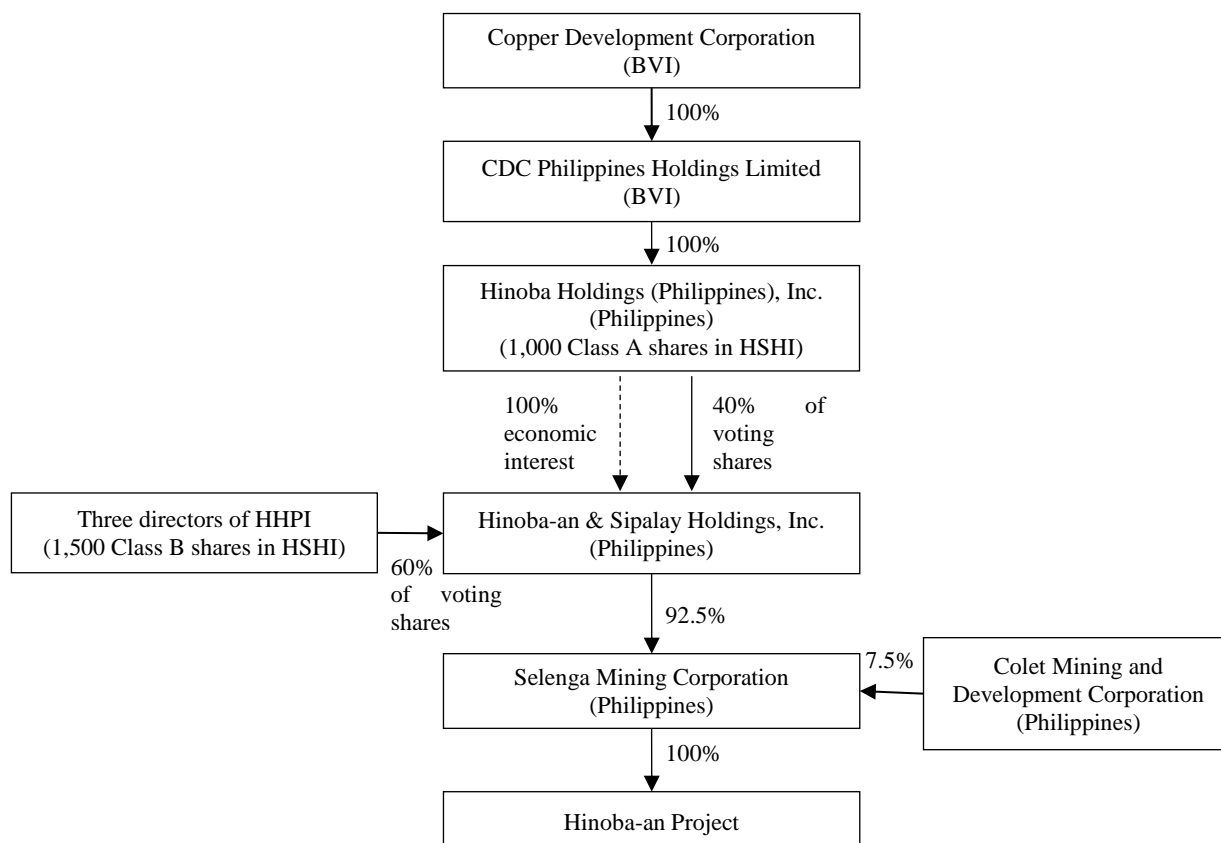 Copper Development Corporation
(BVI)
100%
CDC Philippines Holdings Limited
(BVI)
100%
Hinoba Holdings (Philippines), Inc.
(Philippines)
(1,000 Class A shares in HSHI)
100%
economic
interest
40% of
voting
shares
Three directors of HHPI
(1,500 Class B shares in HSHI)
60%
of voting
shares
Hinoba-an & Sipalay Holdings, Inc.
(Philippines)
92.5%
Selenga Mining Corporation
(Philippines)
7.5%
Colet Mining and
Development Corporation
(Philippines)
100%
Hinoba-an Project